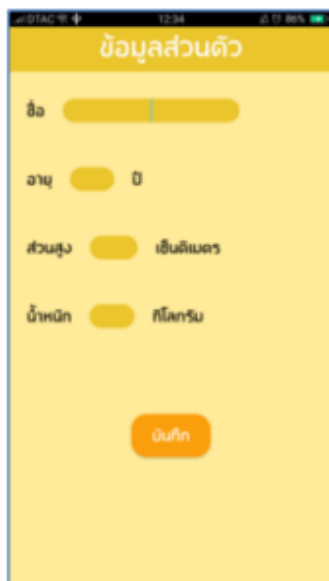 DTAC 12:34 86%
ข้อมูลส่วนตัว
ชื่อ
อายุ ปี
ส่วนสูง เซ็นติเมตร
น้ำหนัก กิโลกรัม
บันทึก